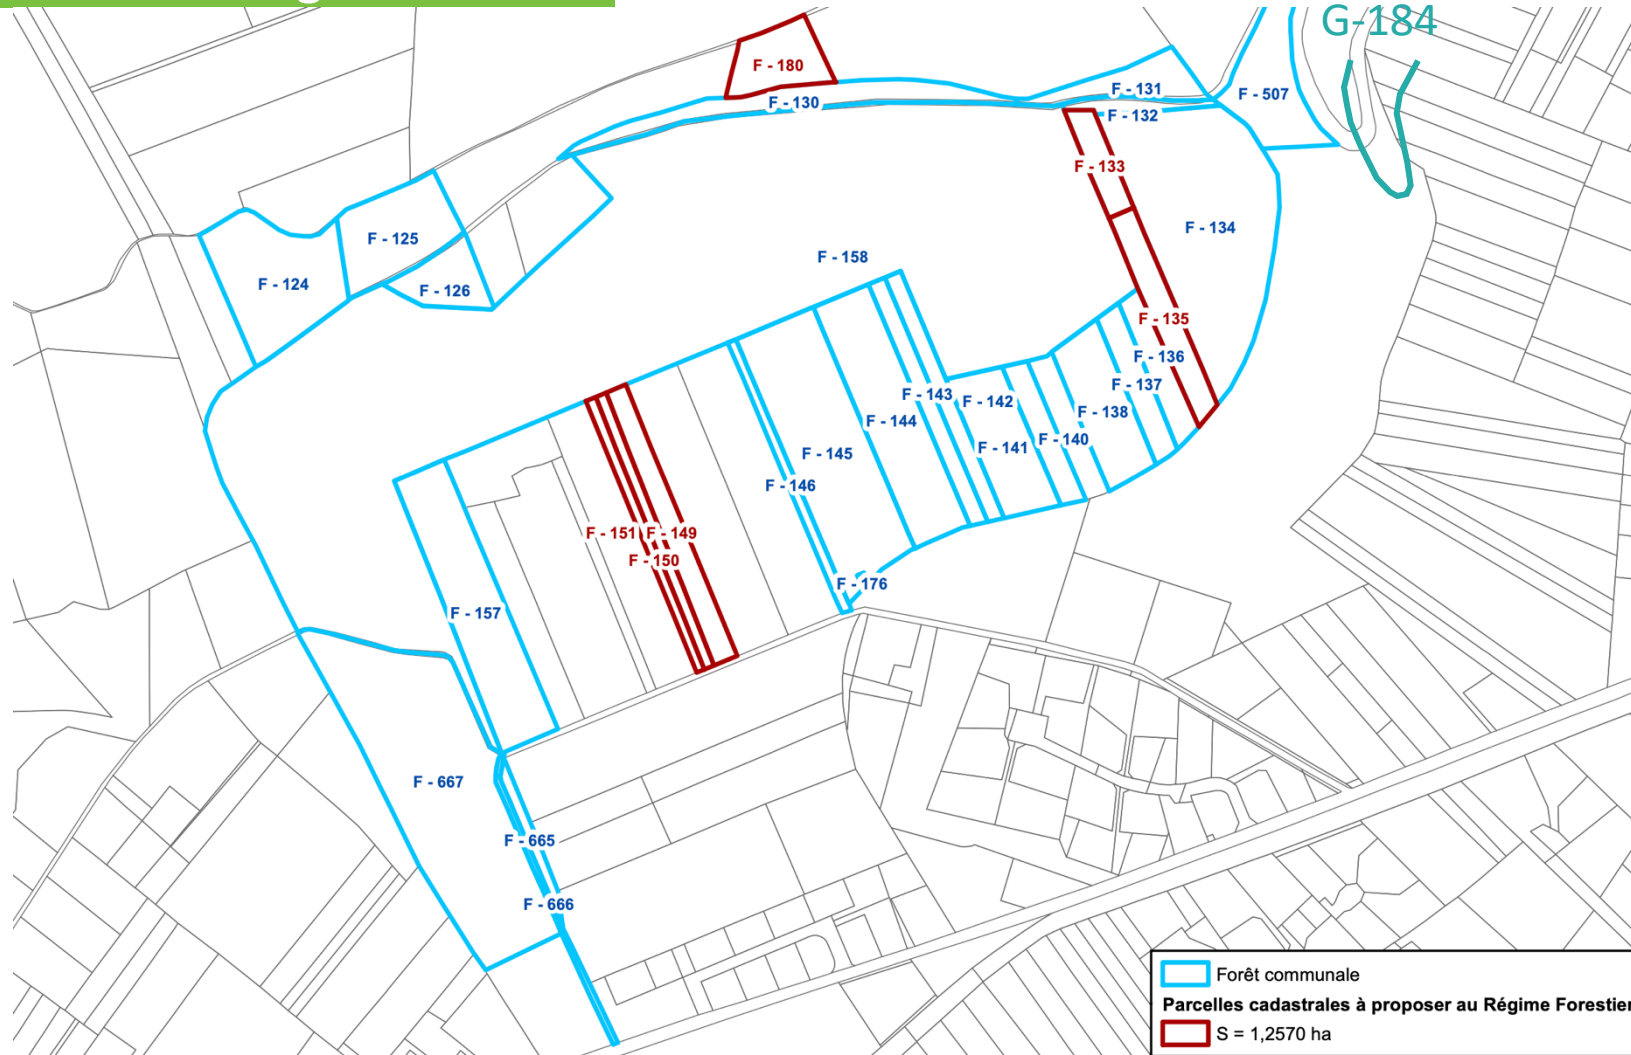 G-184
F - 180
F - 130
F - 131
F - 132
F - 507
F - 133
F - 134
F - 125
F - 124
F - 126
F - 158
F - 135
F - 136
F - 137
F - 138
F - 140
F - 141
F - 142
F - 143
F - 144
F - 145
F - 146
F - 176
F - 151
F - 149
F - 150
F - 157
F - 667
F - 665
F - 666
Forêt communale
Parcelles cadastrales à proposer au Régime Forestier
S = 1,2570 ha